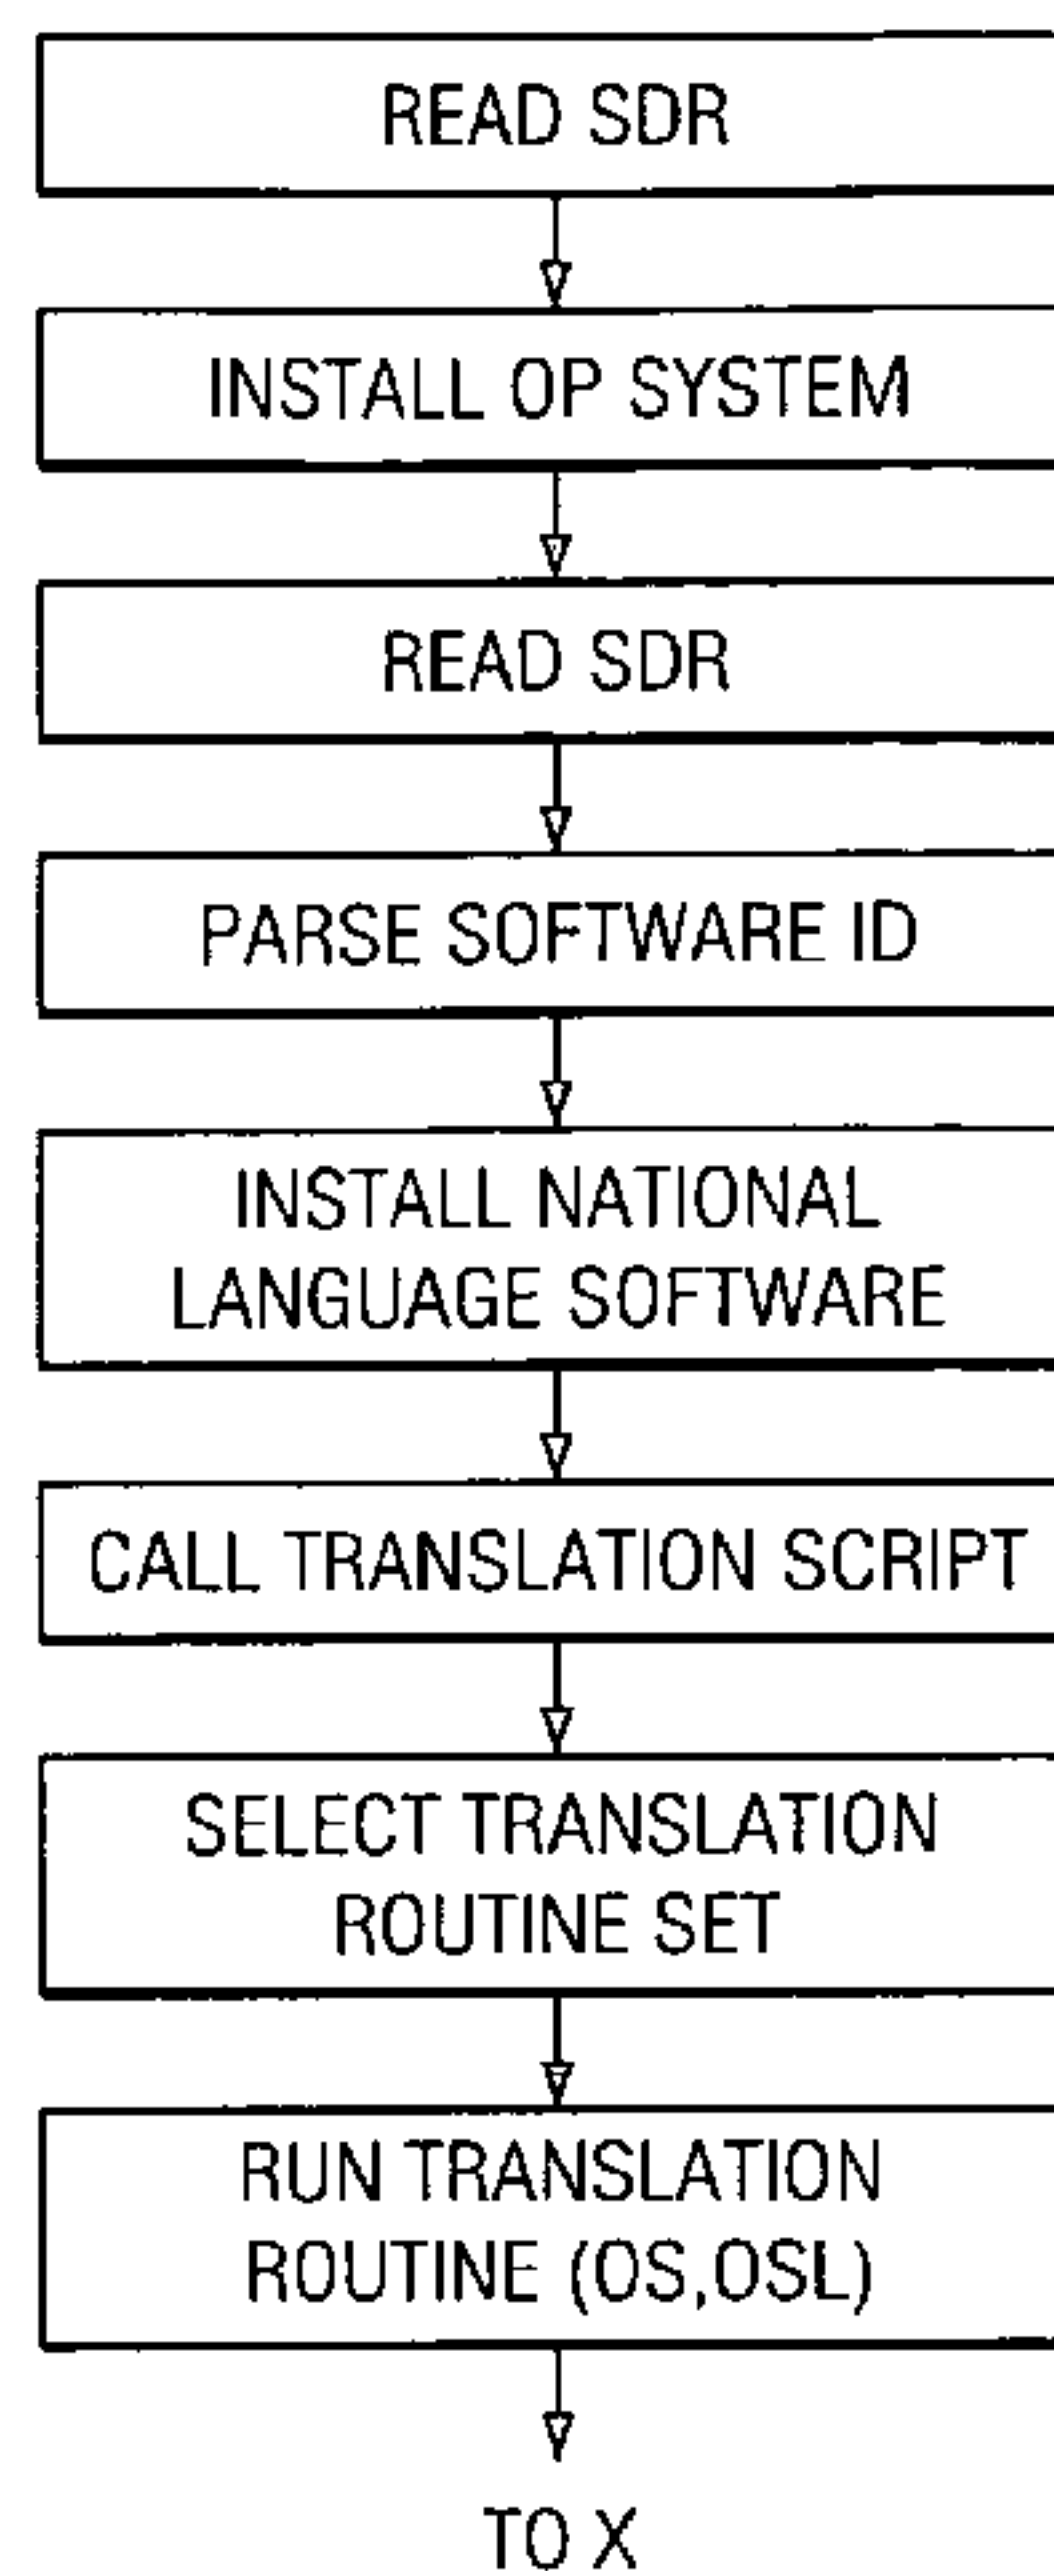 READ SDR
INSTALL OP SYSTEM
READ SDR
PARSE SOFTWARE ID
INSTALL NATIONAL
LANGUAGE SOFTWARE
CALL TRANSLATION SCRIPT
SELECT TRANSLATION
ROUTINE SET
RUN TRANSLATION
ROUTINE (OS,OSL)
TO X